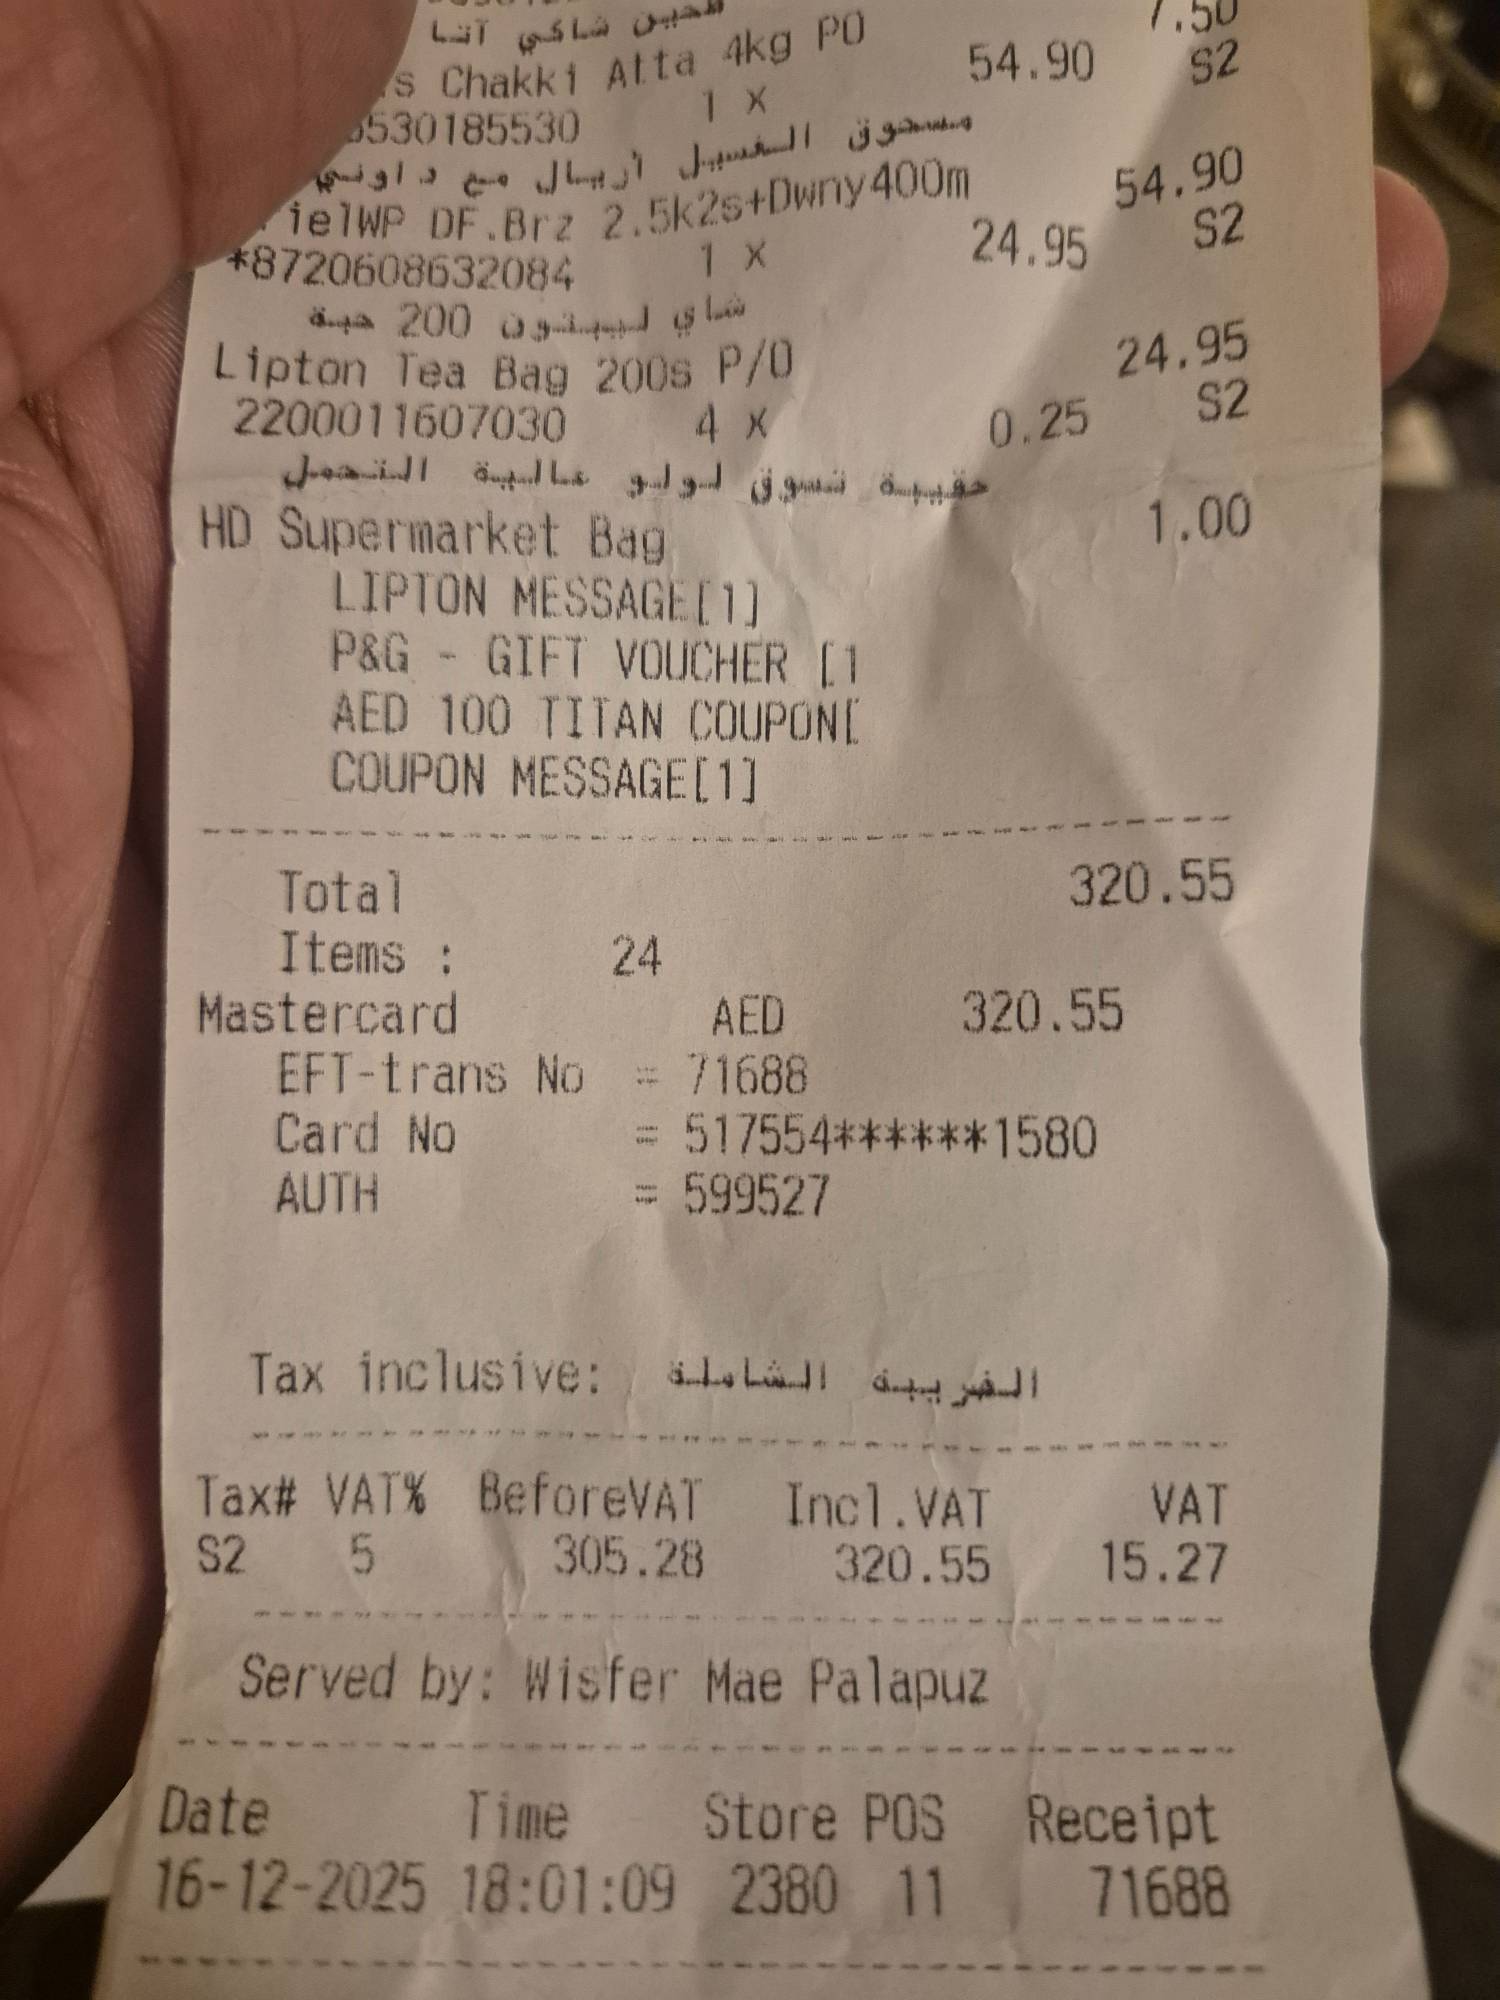 شاكي آتا 7.50
s Chakki Atta 4kg PO S2
530185530 1 X 54.90
مسحوق الغسيل أريال مع داوني
ielWP DF.Brz 2.5k2s+Dwny400m 54.90
*8720608632084 1 X 24.95 S2
شاي ليبتون 200 حبة
Lipton Tea Bag 200s P/O 24.95
2200011607030 4 X 0.25 S2
حقيبة تسوق لولو عالية التحمل
HD Supermarket Bag 1.00
LIPTON MESSAGE[1]
P&G - GIFT VOUCHER [1
AED 100 TITAN COUPON[
COUPON MESSAGE[1]
Total 320.55
Items : 24
Mastercard AED 320.55
EFT-trans No = 71688
Card No = 517554******1580
AUTH = 599527
Tax inclusive: الضريبة الشاملة
Tax# VAT% BeforeVAT Incl.VAT VAT
S2 5 305.28 320.55 15.27
Served by: Wisfer Mae Palapuz
Date Time Store POS Receipt
16-12-2025 18:01:09 2380 11 71688